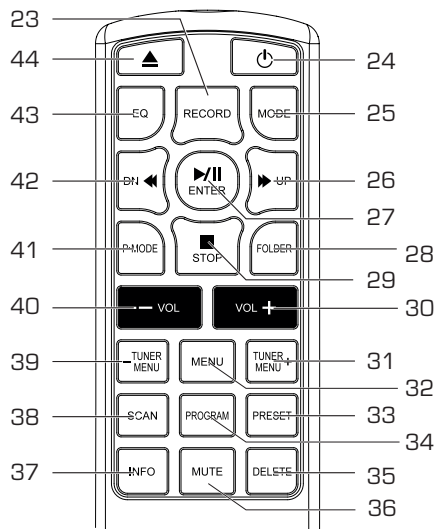 23
44
24
43
EQ
RECORD
MODE
25
42
DN
ENTER
UP
26
27
41
P-MODE
STOP
FOLDER
28
29
40
– VOL
VOL +
30
39
– TUNER
MENU
MENU
TUNER +
MENU
31
32
38
SCAN
PROGRAM
PRESET
33
34
37
INFO
MUTE
DELETE
35
36